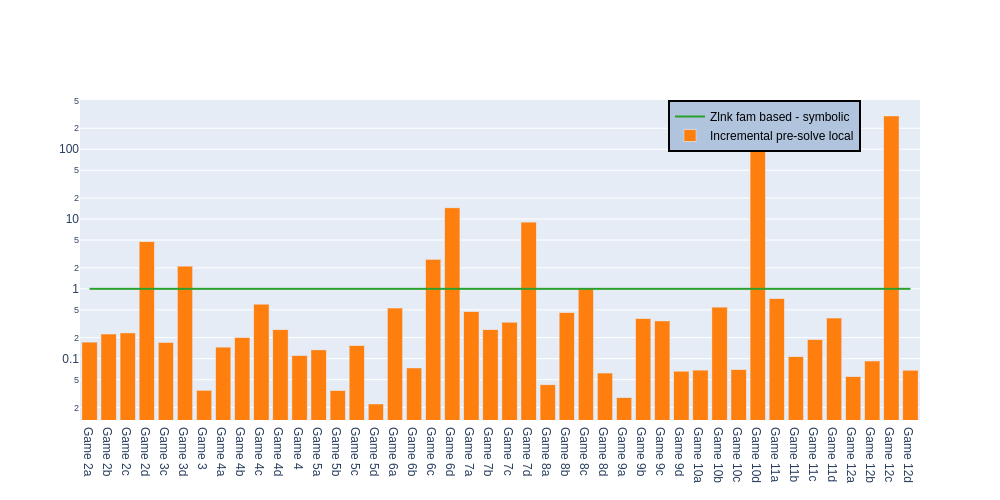 Zlnk fam based - symbolic
Incremental pre-solve local
5
2
100
5
2
10
5
2
1
5
2
0.1
5
2
Game 2a
Game 2b
Game 2c
Game 2d
Game 3c
Game 3d
Game 3
Game 4a
Game 4b
Game 4c
Game 4d
Game 4
Game 5a
Game 5b
Game 5c
Game 5d
Game 6a
Game 6b
Game 6c
Game 6d
Game 7a
Game 7b
Game 7c
Game 7d
Game 8a
Game 8b
Game 8c
Game 8d
Game 9a
Game 9b
Game 9c
Game 9d
Game 10a
Game 10b
Game 10c
Game 10d
Game 11a
Game 11b
Game 11c
Game 11d
Game 12a
Game 12b
Game 12c
Game 12d